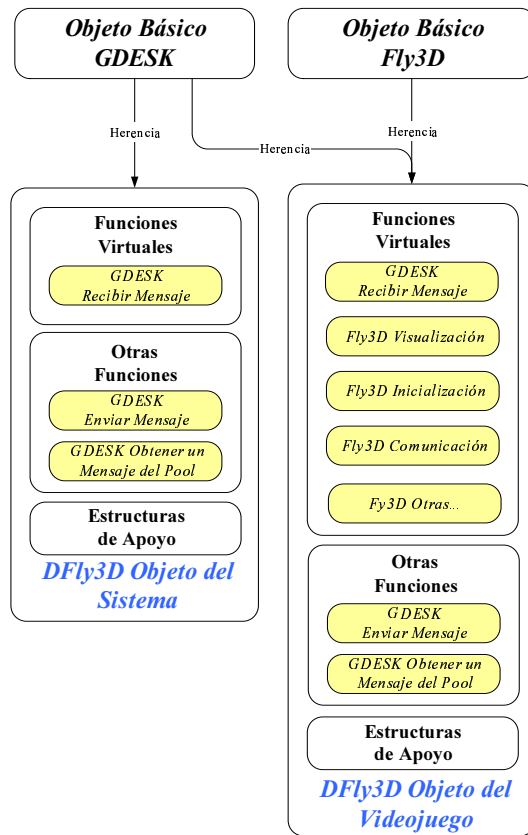 Objeto Básico
GDESK
Objeto Básico
Fly3D
Herencia
Herencia
Herencia
Funciones
Virtuales
GDESK
Recibir Mensaje
Otras
Funciones
GDESK
Enviar Mensaje
GDESK Obtener un
Mensaje del Pool
Estructuras
de Apoyo
DFly3D Objeto del
Sistema
Funciones
Virtuales
GDESK
Recibir Mensaje
Fly3D Visualización
Fly3D Inicialización
Fly3D Comunicación
Fy3D Otras...
Otras
Funciones
GDESK
Enviar Mensaje
GDESK Obtener un
Mensaje del Pool
Estructuras
de Apoyo
DFly3D Objeto del
Videojuego